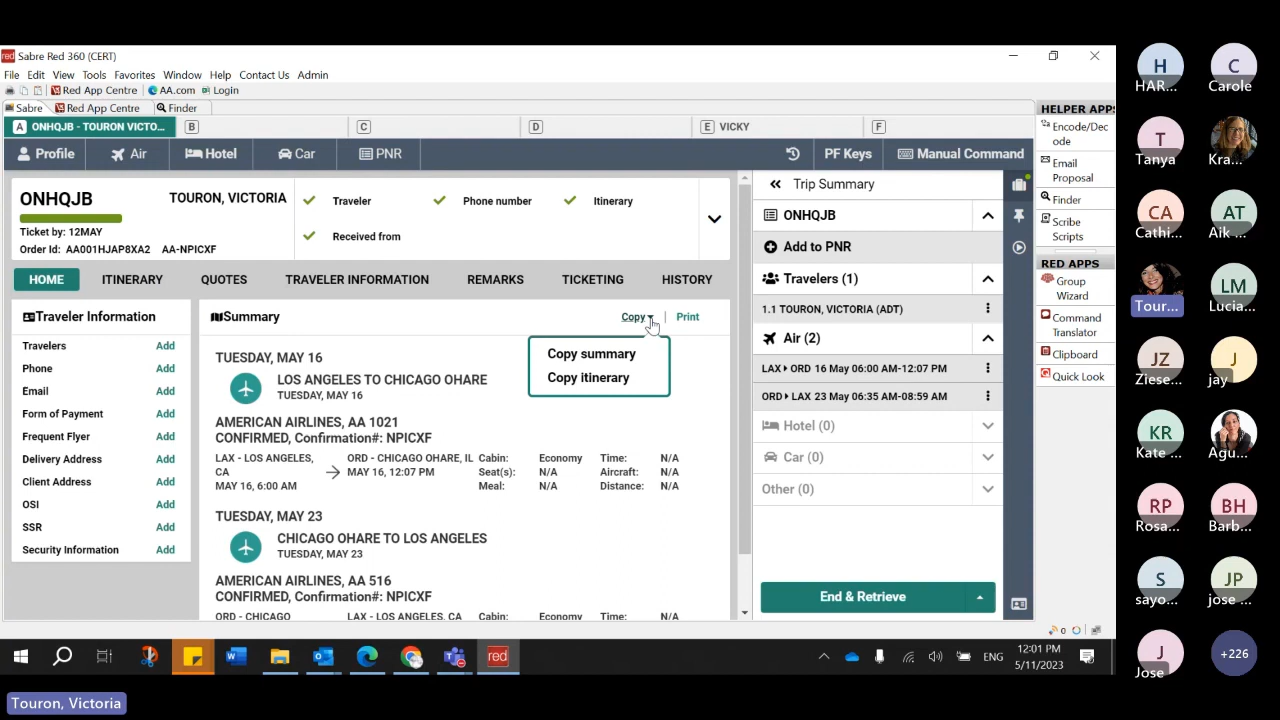 red Sabre Red 360 (CERT)
File Edit View Tools Favorites Window Help Contact Us Admin
Red App Centre AA.com Login
Sabre Red App Centre Finder
A ONHQJB - TOURON VICTO... B C D E VICKY F
Profile Air Hotel Car PNR PF Keys Manual Command
ONHQJB TOURON, VICTORIA
Ticket by: 12MAY
Order Id: AA001HJAP8XA2 AA-NPICXF
Traveler Phone number Itinerary
Received from
HOME ITINERARY QUOTES TRAVELER INFORMATION REMARKS TICKETING HISTORY
Traveler Information
Travelers Add
Phone Add
Email Add
Form of Payment Add
Frequent Flyer Add
Delivery Address Add
Client Address Add
OSI Add
SSR Add
Security Information Add
Summary Copy | Print
Copy summary
Copy itinerary
TUESDAY, MAY 16
LOS ANGELES TO CHICAGO OHARE
TUESDAY, MAY 16
AMERICAN AIRLINES, AA 1021
CONFIRMED, Confirmation#: NPICXF
LAX - LOS ANGELES, CA
MAY 16, 6:00 AM
ORD - CHICAGO OHARE, IL
MAY 16, 12:07 PM
Cabin: Economy Time: N/A
Seat(s): N/A Aircraft: N/A
Meal: N/A Distance: N/A
TUESDAY, MAY 23
CHICAGO OHARE TO LOS ANGELES
TUESDAY, MAY 23
AMERICAN AIRLINES, AA 516
CONFIRMED, Confirmation#: NPICXF
ORD - CHICAGO LAX - LOS ANGELES, CA Cabin: Economy Time: N/A
Trip Summary
ONHQJB
Add to PNR
Travelers (1)
1.1 TOURON, VICTORIA (ADT)
Air (2)
LAX ORD 16 May 06:00 AM-12:07 PM
ORD LAX 23 May 06:35 AM-08:59 AM
Hotel (0)
Car (0)
Other (0)
End & Retrieve
HELPER APPS
Encode/Dec
ode
Email
Proposal
Finder
Scribe
Scripts
RED APPS
Group
Wizard
Command
Translator
Clipboard
Quick Look
0
red
ENG
12:01 PM
5/11/2023
H C
HAR... Carole
T
Tanya Kra...
CA AT
Cathi... Aik ...
LM
Tour... Lucia...
JZ J
Ziese... jay
KR
Kate ... Agu...
RP BH
Rosa... Barb...
S JP
sayo... jose ...
J +226
Jose
Touron, Victoria